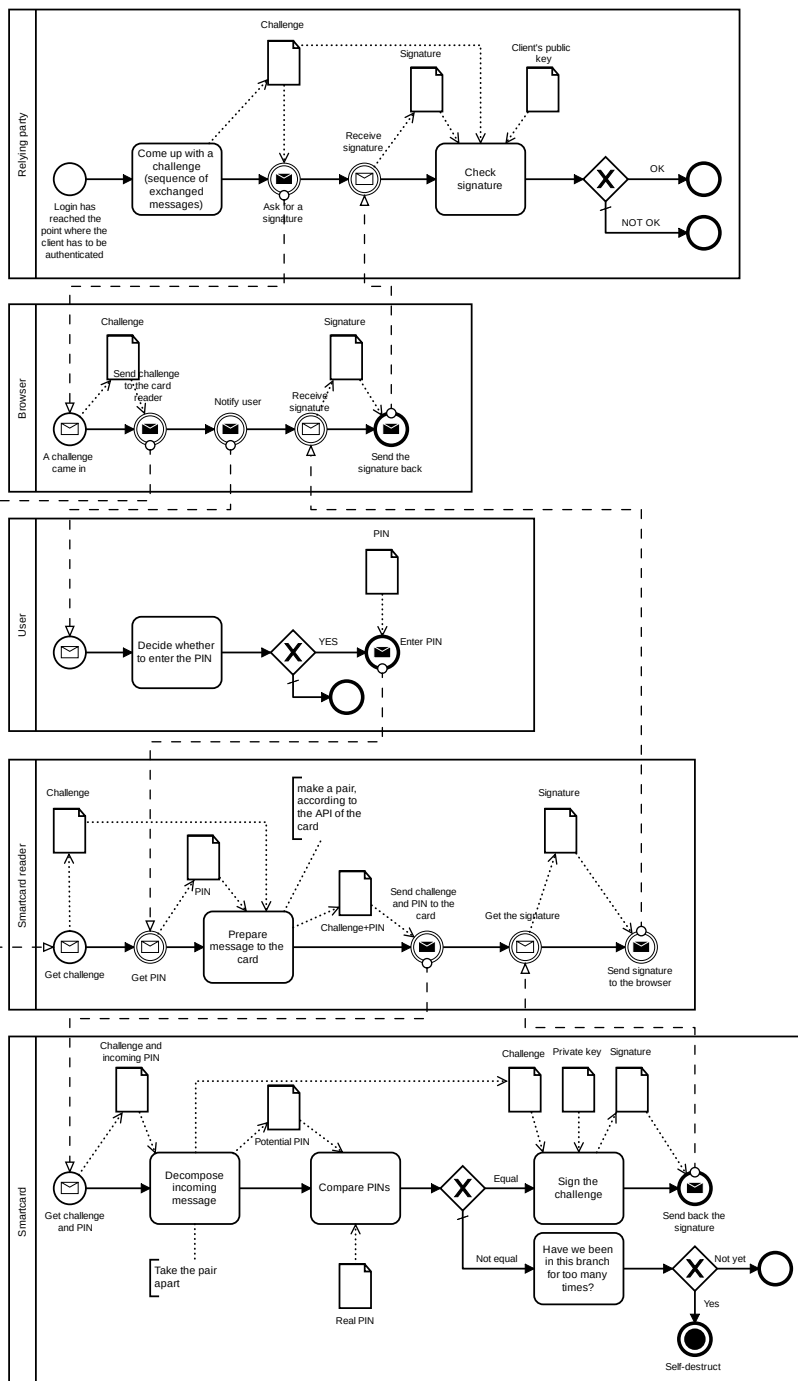 Relying party
Challenge
Signature
Client's public
key
Receive
signature
Come up with a
challenge
(sequence of
exchanged
messages)
Check
signature
OK
NOT OK
Login has
reached the
point where the
client has to be
authenticated
Ask for a
signature
Browser
Challenge
Signature
Send challenge
to the card
reader
Notify user
Receive
signature
A challenge
came in
Send the
signature back
User
PIN
Decide whether
to enter the PIN
YES
Enter PIN
Smartcard reader
Challenge
make a pair,
according to
the API of the
card
Signature
PIN
Challenge+PIN
Send challenge
and PIN to the
card
Get the signature
Prepare
message to the
card
Get challenge
Get PIN
Send signature
to the browser
Smartcard
Challenge and
incoming PIN
Challenge
Private key
Signature
Potential PIN
Decompose
incoming
message
Compare PINs
Equal
Sign the
challenge
Get challenge
and PIN
Send back the
signature
Not equal
Have we been
in this branch
for too many
times?
Not yet
Take the pair
apart
Yes
Real PIN
Self-destruct